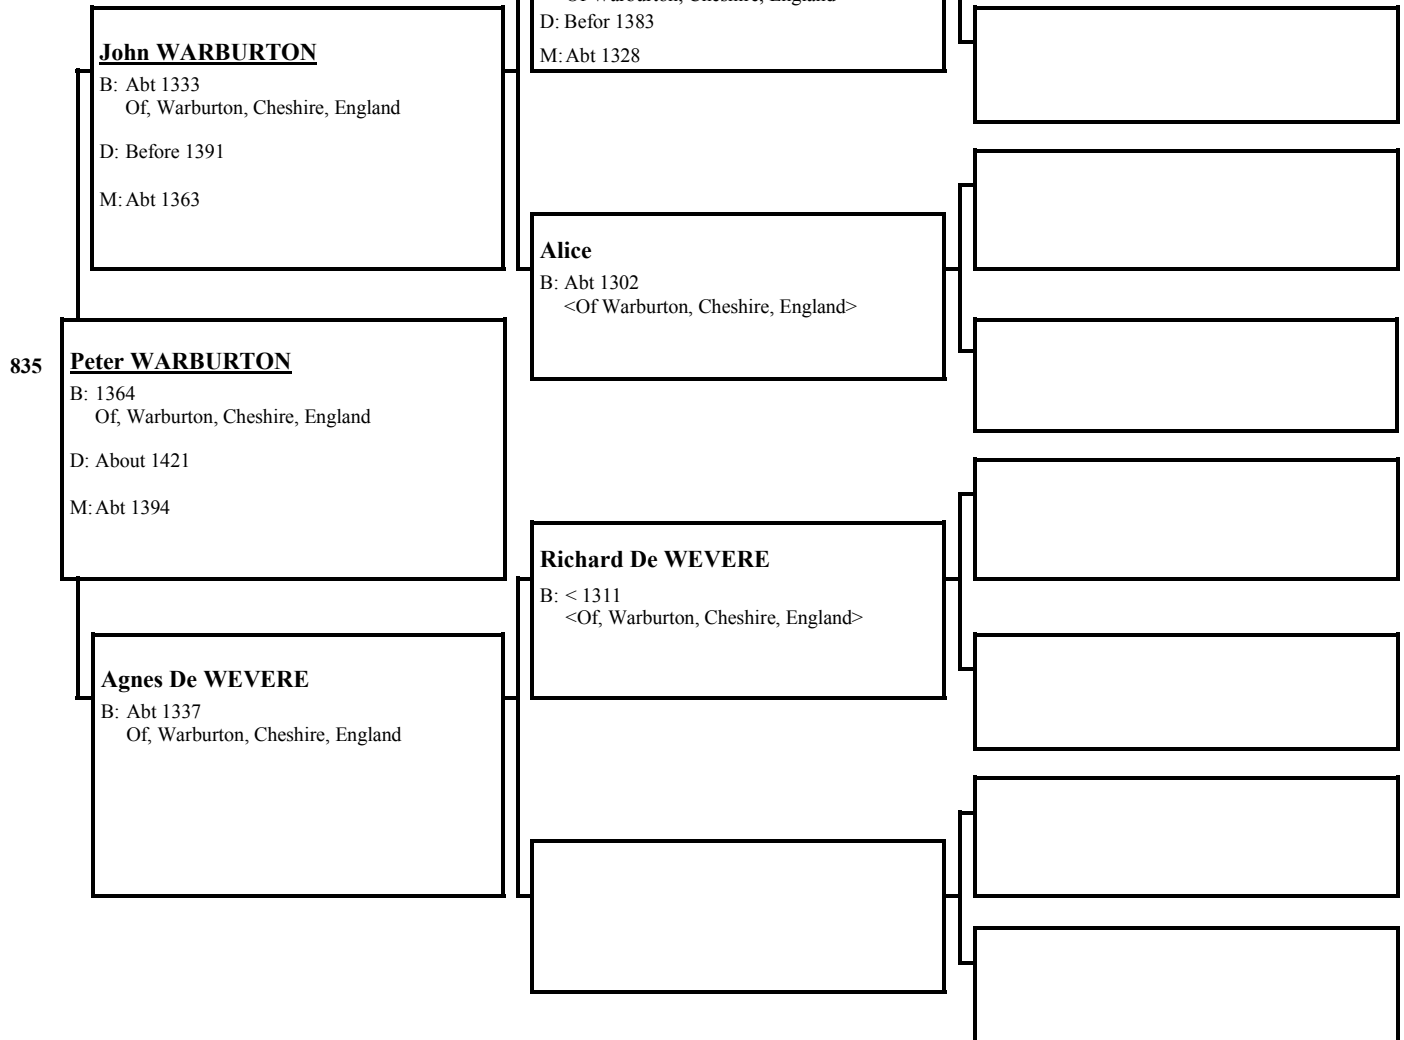 D: Befor 1383
M: Abt 1328
John WARBURTON
B: Abt 1333
Of, Warburton, Cheshire, England
D: Before 1391
M: Abt 1363
Alice
B: Abt 1302
<Of Warburton, Cheshire, England>
835
Peter WARBURTON
B: 1364
Of, Warburton, Cheshire, England
D: About 1421
M: Abt 1394
Richard De WEVERE
B: < 1311
<Of, Warburton, Cheshire, England>
Agnes De WEVERE
B: Abt 1337
Of, Warburton, Cheshire, England